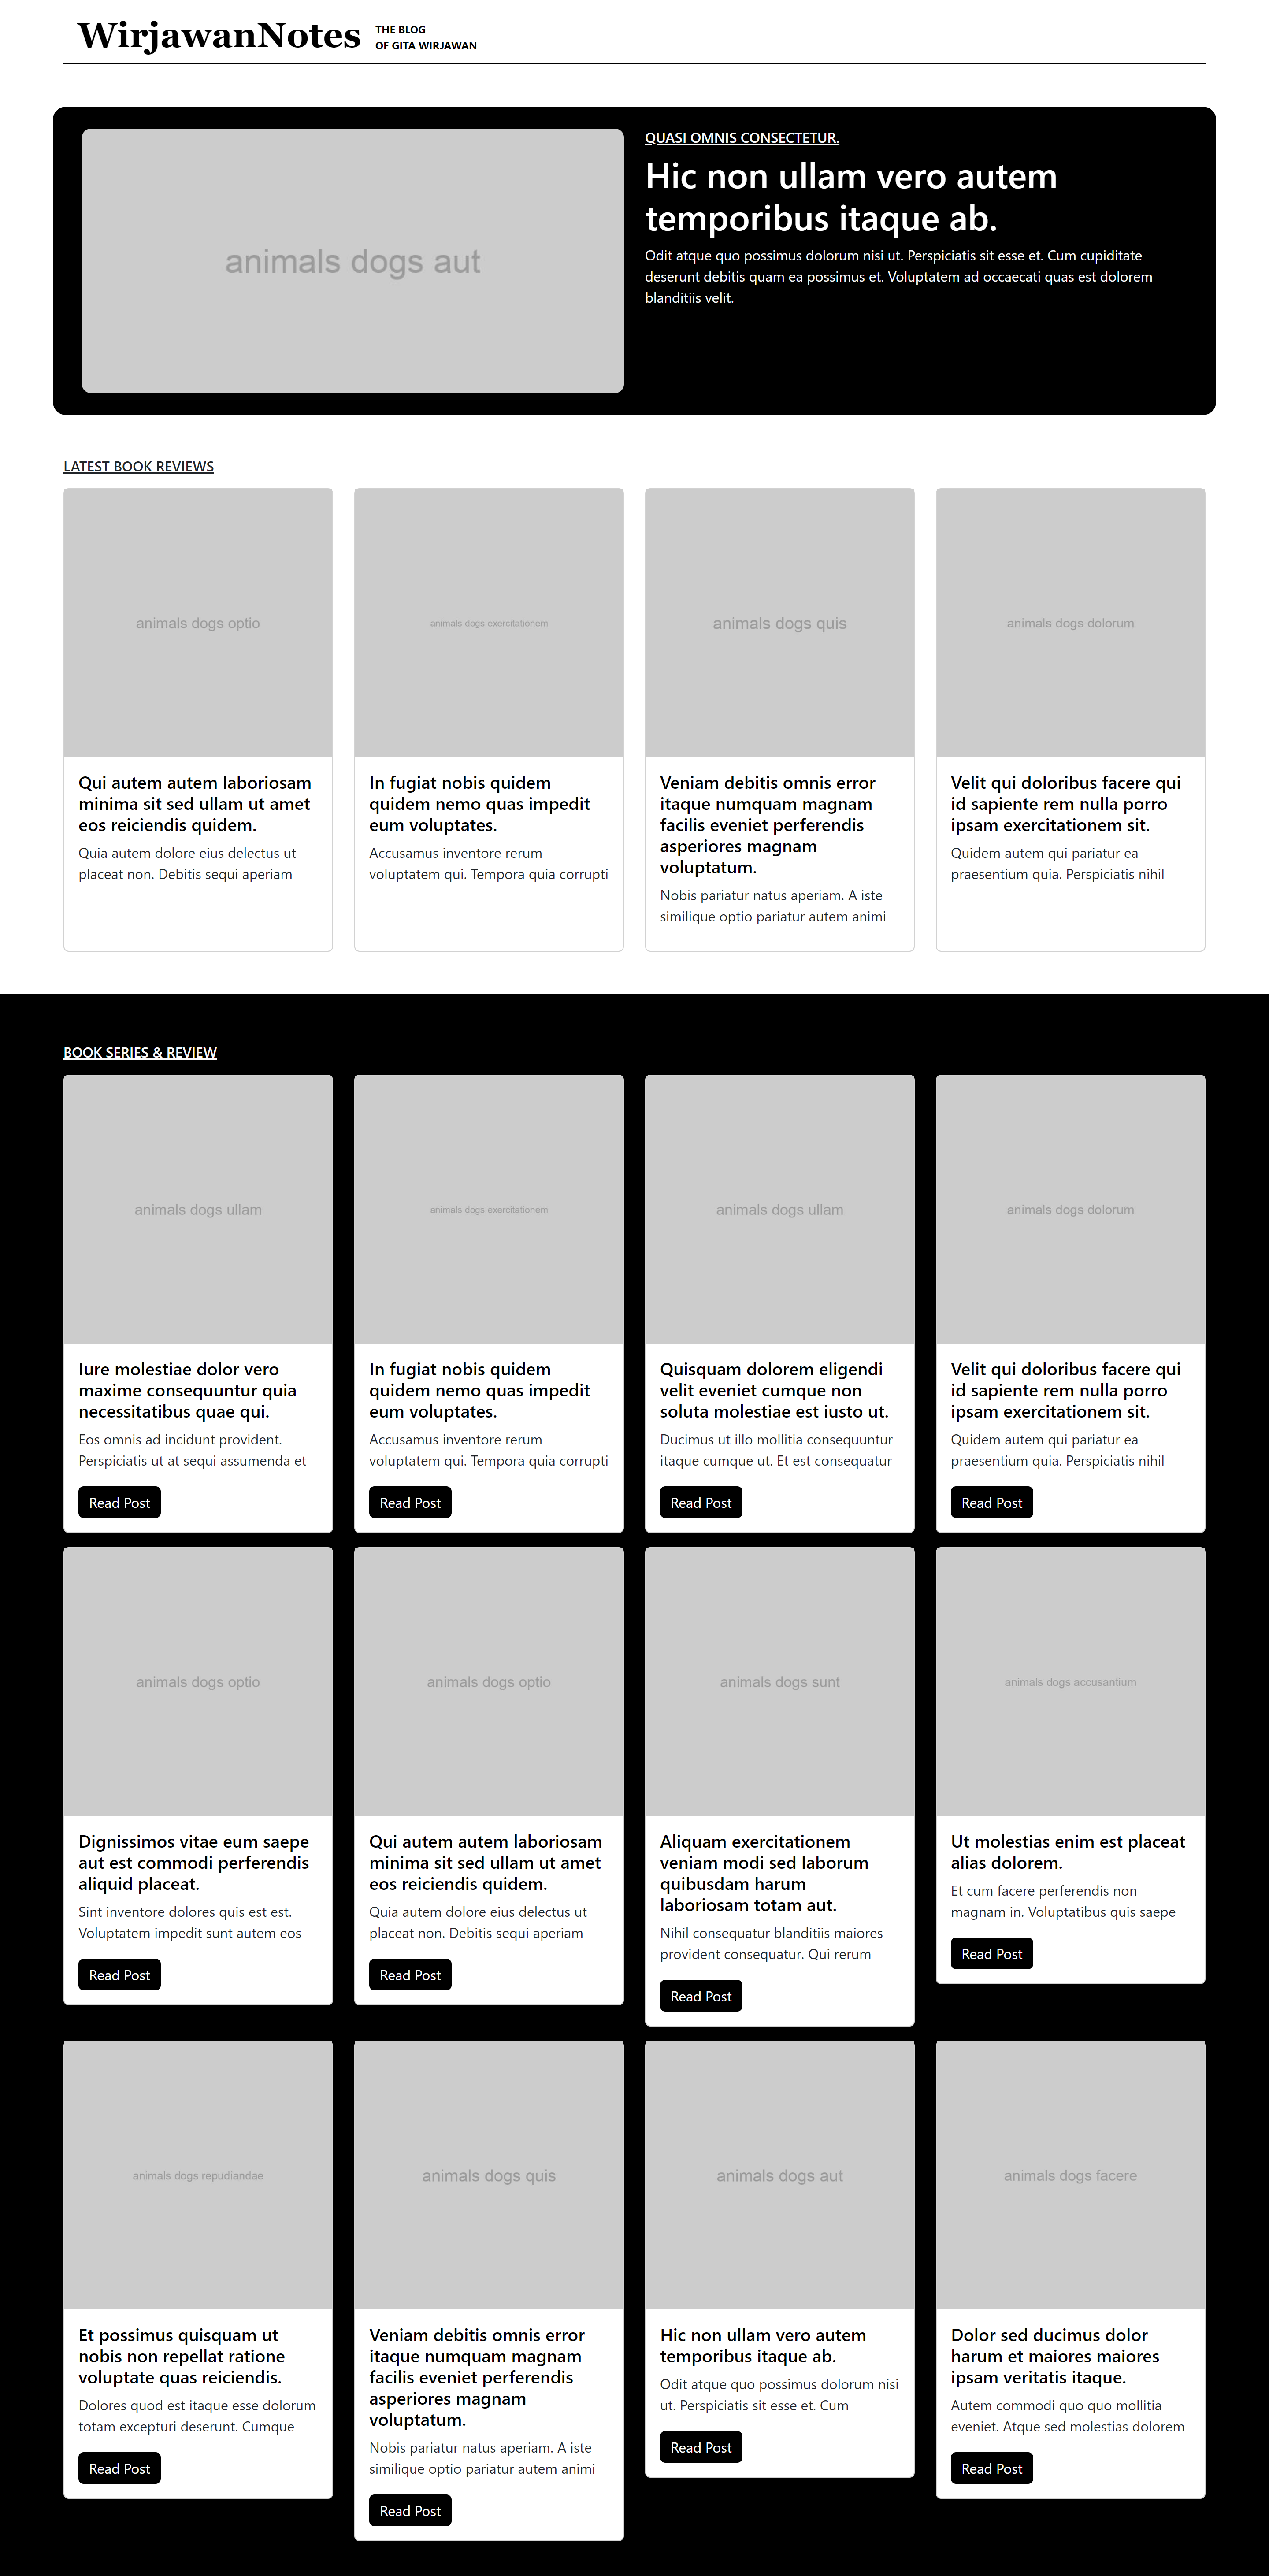 WirjawanNotes
THE BLOG
OF GITA WIRJAWAN
animals dogs aut
QUASI OMNIS CONSECTETUR.
Hic non ullam vero autem
temporibus itaque ab.
Odit atque quo possimus dolorum nisi ut. Perspiciatis sit esse et. Cum cupiditate
deserunt debitis quam ea possimus et. Voluptatem ad occaecati quas est dolorem
blanditiis velit.
LATEST BOOK REVIEWS
animals dogs optio
Qui autem autem laboriosam
minima sit sed ullam ut amet
eos reiciendis quidem.
Quia autem dolore eius delectus ut
placeat non. Debitis sequi aperiam
animals dogs exercitationem
In fugiat nobis quidem
quidem nemo quas impedit
eum voluptates.
Accusamus inventore rerum
voluptatem qui. Tempora quia corrupti
animals dogs quis
Veniam debitis omnis error
itaque numquam magnam
facilis eveniet perferendis
asperiores magnam
voluptatum.
Nobis pariatur natus aperiam. A iste
similique optio pariatur autem animi
animals dogs dolorum
Velit qui doloribus facere qui
id sapiente rem nulla porro
ipsam exercitationem sit.
Quidem autem qui pariatur ea
praesentium quia. Perspiciatis nihil
BOOK SERIES & REVIEW
animals dogs ullam
Iure molestiae dolor vero
maxime consequuntur quia
necessitatibus quae qui.
Eos omnis ad incidunt provident.
Perspiciatis ut at sequi assumenda et
Read Post
animals dogs exercitationem
In fugiat nobis quidem
quidem nemo quas impedit
eum voluptates.
Accusamus inventore rerum
voluptatem qui. Tempora quia corrupti
Read Post
animals dogs ullam
Quisquam dolorem eligendi
velit eveniet cumque non
soluta molestiae est iusto ut.
Ducimus ut illo mollitia consequuntur
itaque cumque ut. Et est consequatur
Read Post
animals dogs dolorum
Velit qui doloribus facere qui
id sapiente rem nulla porro
ipsam exercitationem sit.
Quidem autem qui pariatur ea
praesentium quia. Perspiciatis nihil
Read Post
animals dogs optio
Dignissimos vitae eum saepe
aut est commodi perferendis
aliquid placeat.
Sint inventore dolores quis est est.
Voluptatem impedit sunt autem eos
Read Post
animals dogs optio
Qui autem autem laboriosam
minima sit sed ullam ut amet
eos reiciendis quidem.
Quia autem dolore eius delectus ut
placeat non. Debitis sequi aperiam
Read Post
animals dogs sunt
Aliquam exercitationem
veniam modi sed laborum
quibusdam harum
laboriosam totam aut.
Nihil consequatur blanditiis maiores
provident consequatur. Qui rerum
Read Post
animals dogs accusantium
Ut molestias enim est placeat
alias dolorem.
Et cum facere perferendis non
magnam in. Voluptatibus quis saepe
Read Post
animals dogs repudiandae
Et possimus quisquam ut
nobis non repellat ratione
voluptate quas reiciendis.
Dolores quod est itaque esse dolorum
totam excepturi deserunt. Cumque
Read Post
animals dogs quis
Veniam debitis omnis error
itaque numquam magnam
facilis eveniet perferendis
asperiores magnam
voluptatum.
Nobis pariatur natus aperiam. A iste
similique optio pariatur autem animi
Read Post
animals dogs aut
Hic non ullam vero autem
temporibus itaque ab.
Odit atque quo possimus dolorum nisi
ut. Perspiciatis sit esse et. Cum
Read Post
animals dogs facere
Dolor sed ducimus dolor
harum et maiores maiores
ipsam veritatis itaque.
Autem commodi quo quo mollitia
eveniet. Atque sed molestias dolorem
Read Post